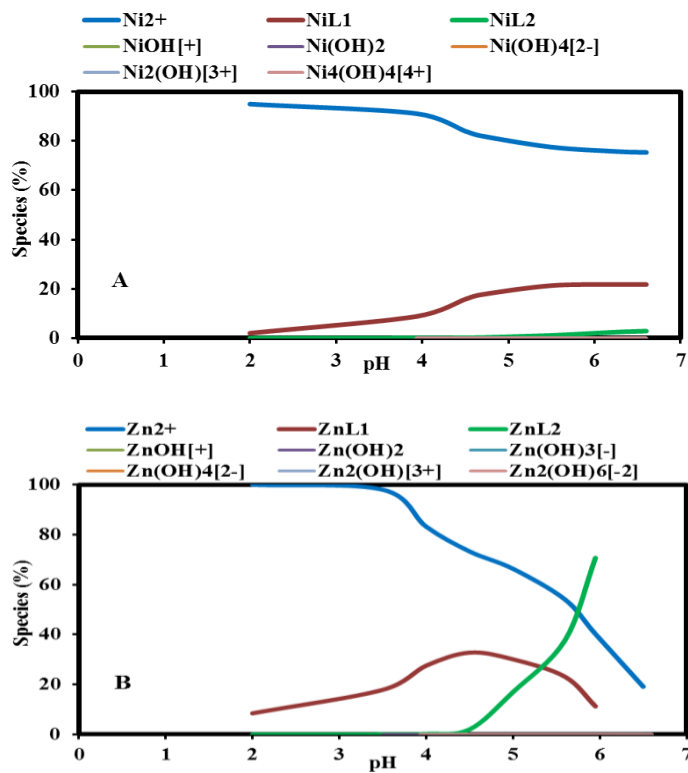 Ni2+ NiL1 NiL2
NiOH[+] Ni(OH)2 Ni(OH)4[2-]
Ni2(OH)[3+] Ni4(OH)4[4+]
100
80
60
40
20
0
Species (%)
A
0 1 2 3 4 5 6 7
pH
Zn2+ ZnL1 ZnL2
ZnOH[+] Zn(OH)2 Zn(OH)3[-]
Zn(OH)4[2-] Zn2(OH)[3+] Zn2(OH)6[-2]
100
80
60
40
20
0
Species (%)
B
0 1 2 3 4 5 6 7
pH